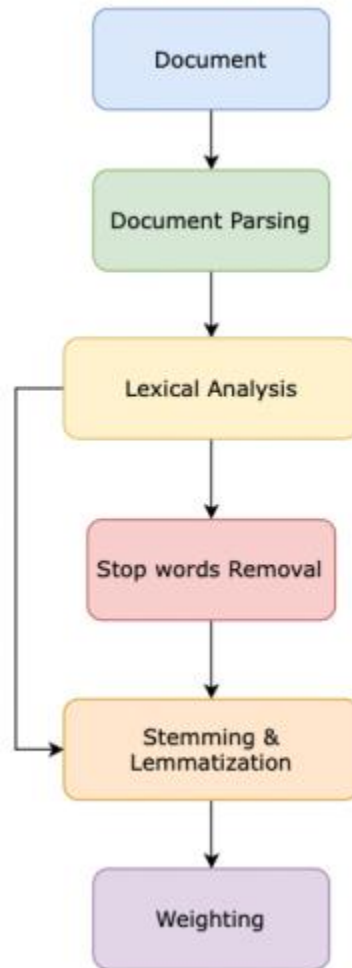 Document
Document Parsing
Lexical Analysis
Stop words Removal
Stemming &
Lemmatization
Weighting